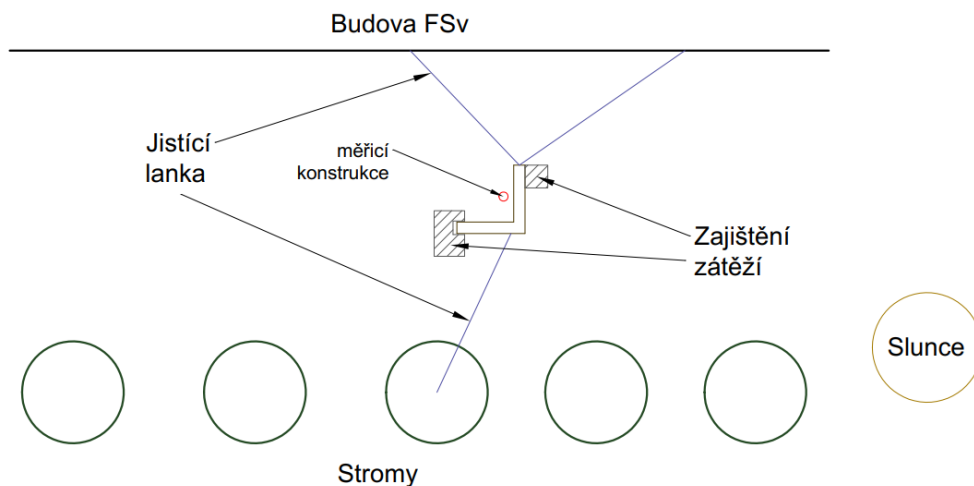 Budova FSv
Jistící
lanka
měřicí
konstrukce
Zajištění
zátěží
Slunce
Stromy